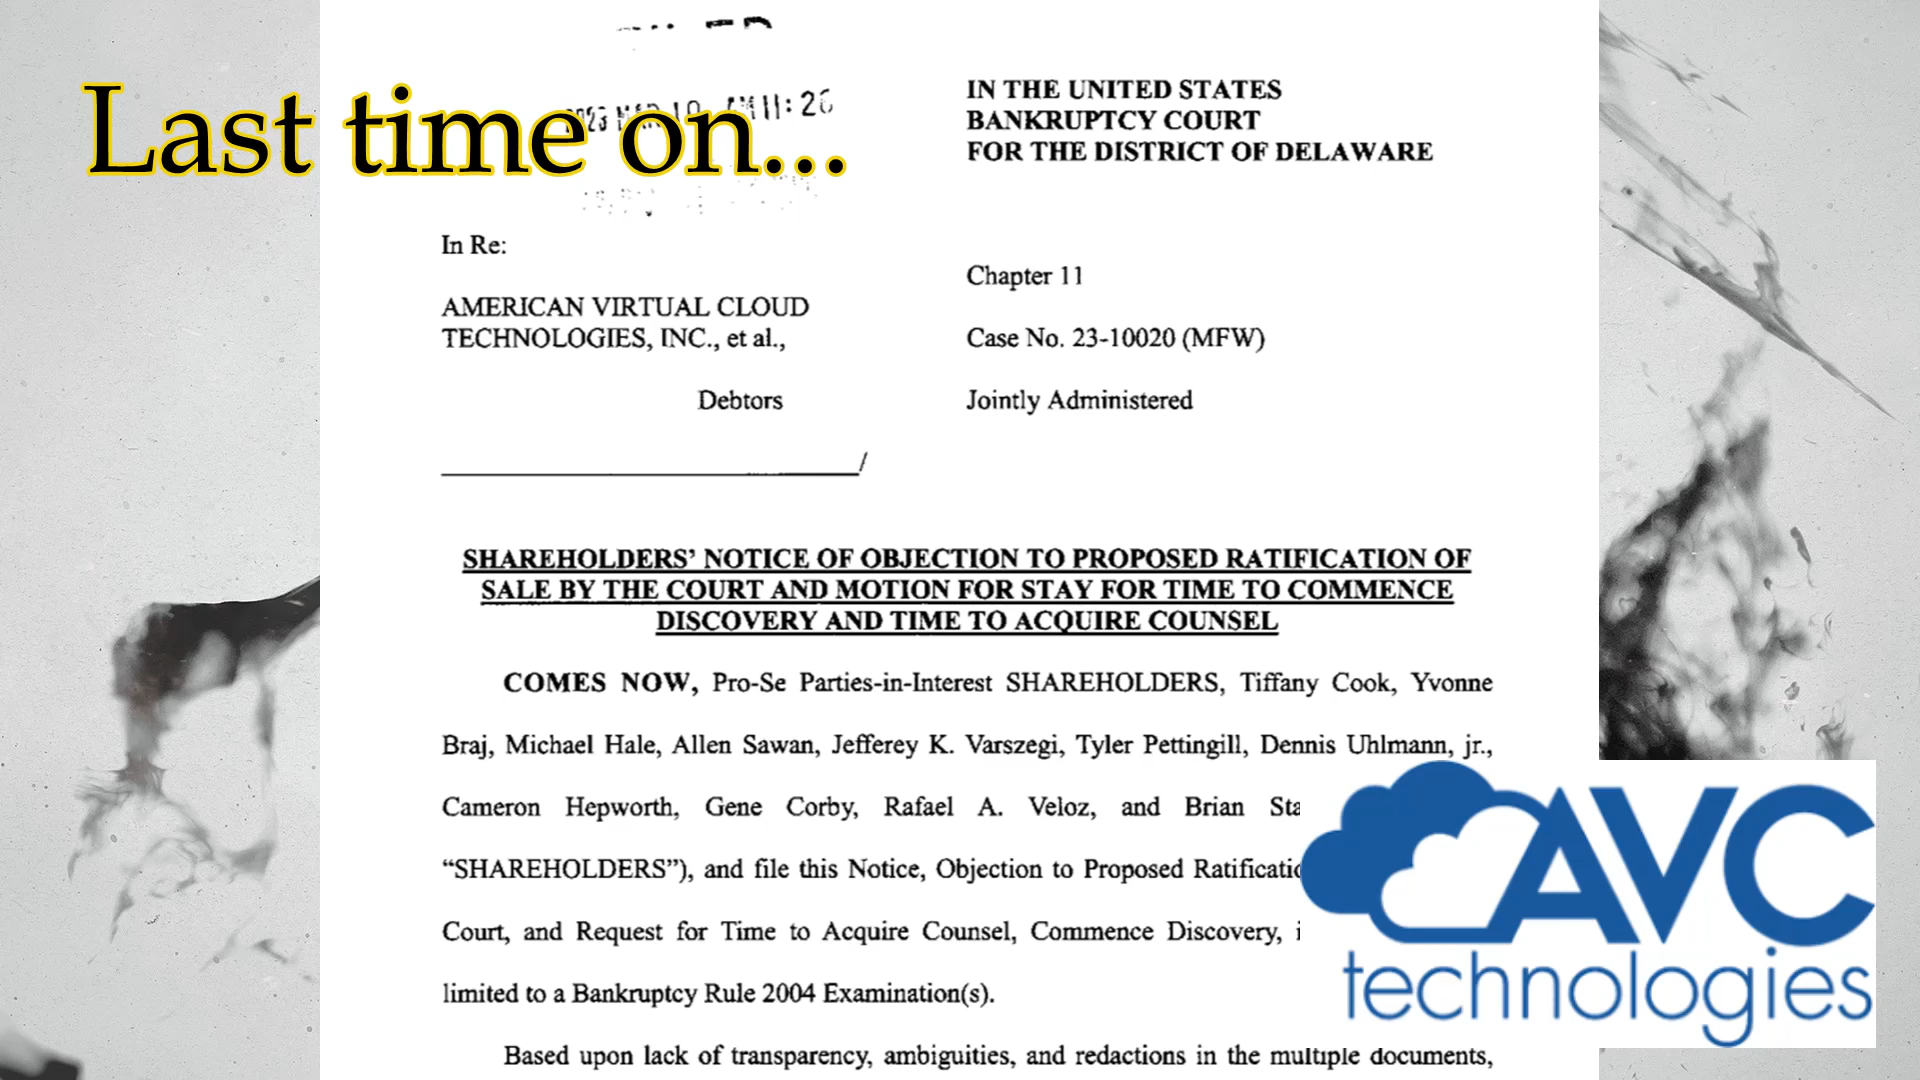 Last time on...
AM 11: 26
IN THE UNITED STATES
BANKRUPTCY COURT
FOR THE DISTRICT OF DELAWARE
In Re:
Chapter 11
AMERICAN VIRTUAL CLOUD
TECHNOLOGIES, INC., et al.,
Case No. 23-10020 (MFW)
Debtors
Jointly Administered
/
SHAREHOLDERS' NOTICE OF OBJECTION TO PROPOSED RATIFICATION OF
SALE BY THE COURT AND MOTION FOR STAY FOR TIME TO COMMENCE
DISCOVERY AND TIME TO ACQUIRE COUNSEL
COMES NOW, Pro-Se Parties-in-Interest SHAREHOLDERS, Tiffany Cook, Yvonne
Braj, Michael Hale, Allen Sawan, Jefferey K. Varszegi, Tyler Pettingill, Dennis Uhlmann, jr.,
Cameron Hepworth, Gene Corby, Rafael A. Veloz, and Brian Sta
“SHAREHOLDERS”), and file this Notice, Objection to Proposed Ratificatio
Court, and Request for Time to Acquire Counsel, Commence Discovery, i
limited to a Bankruptcy Rule 2004 Examination(s).
Based upon lack of transparency, ambiguities, and redactions in the multiple documents,
AVC
technologies